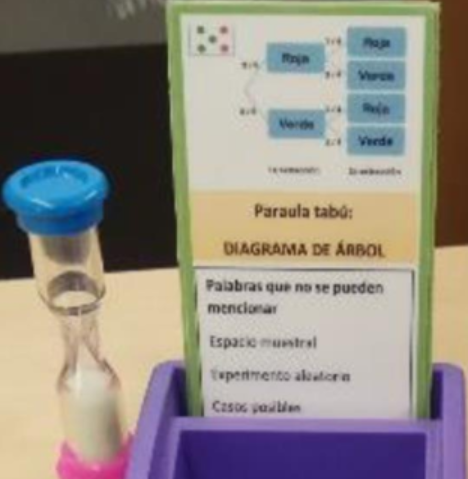 Roja
Roja
Verde
Verde
Roja
Verde
Paraula tabú:
DIAGRAMA DE ÁRBOL
Palabras que no se pueden
mencionar
Espacio muestral
Experimento aleatorio
Casos posibles